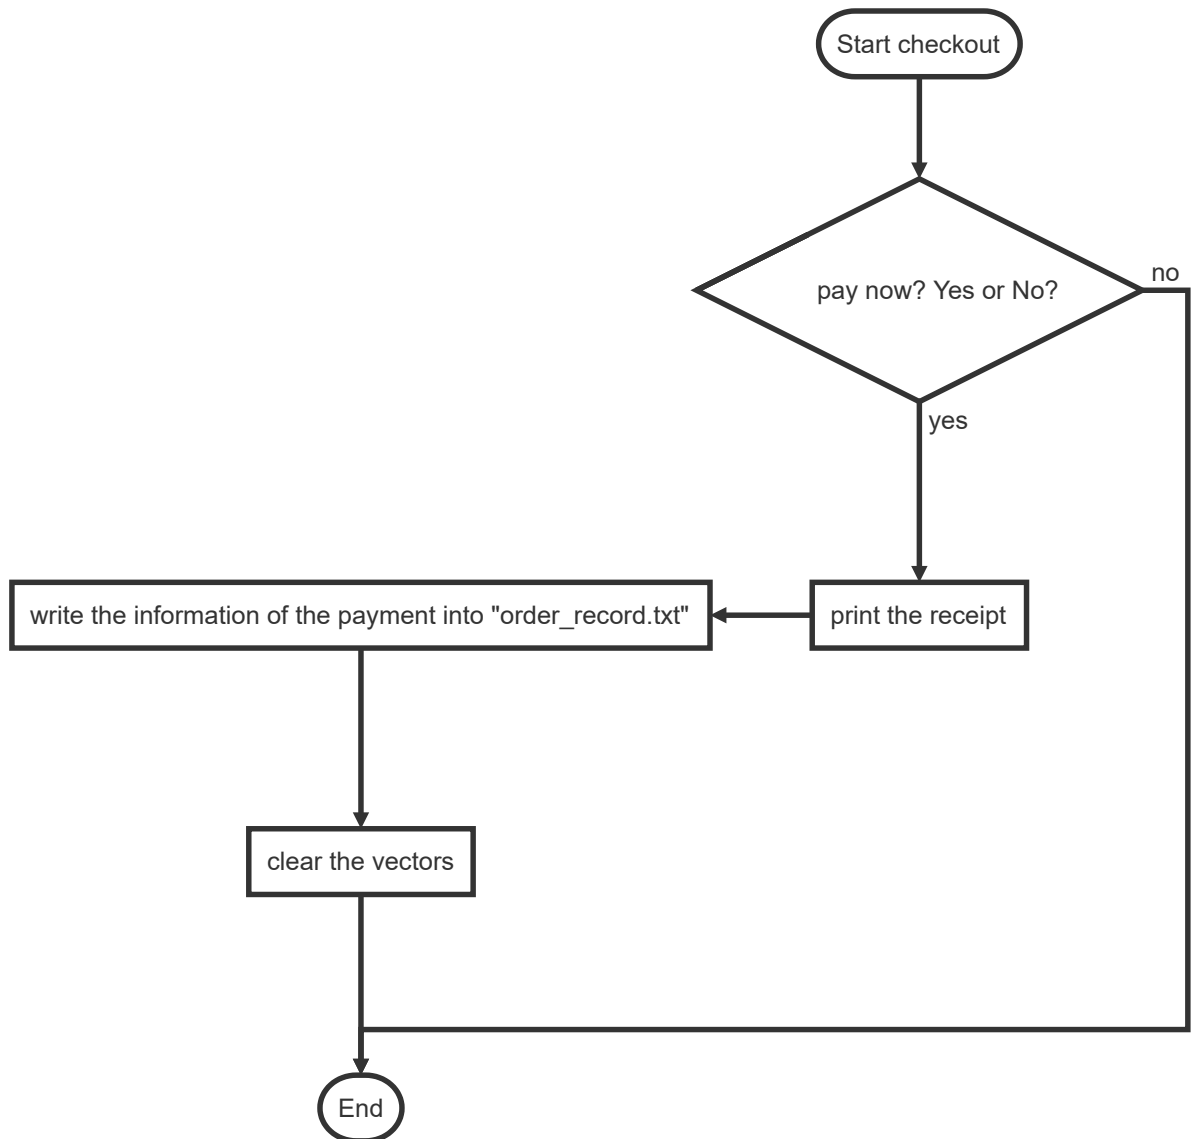 Start checkout
pay now? Yes or No?
no
yes
write the information of the payment into "order_record.txt"
print the receipt
clear the vectors
End